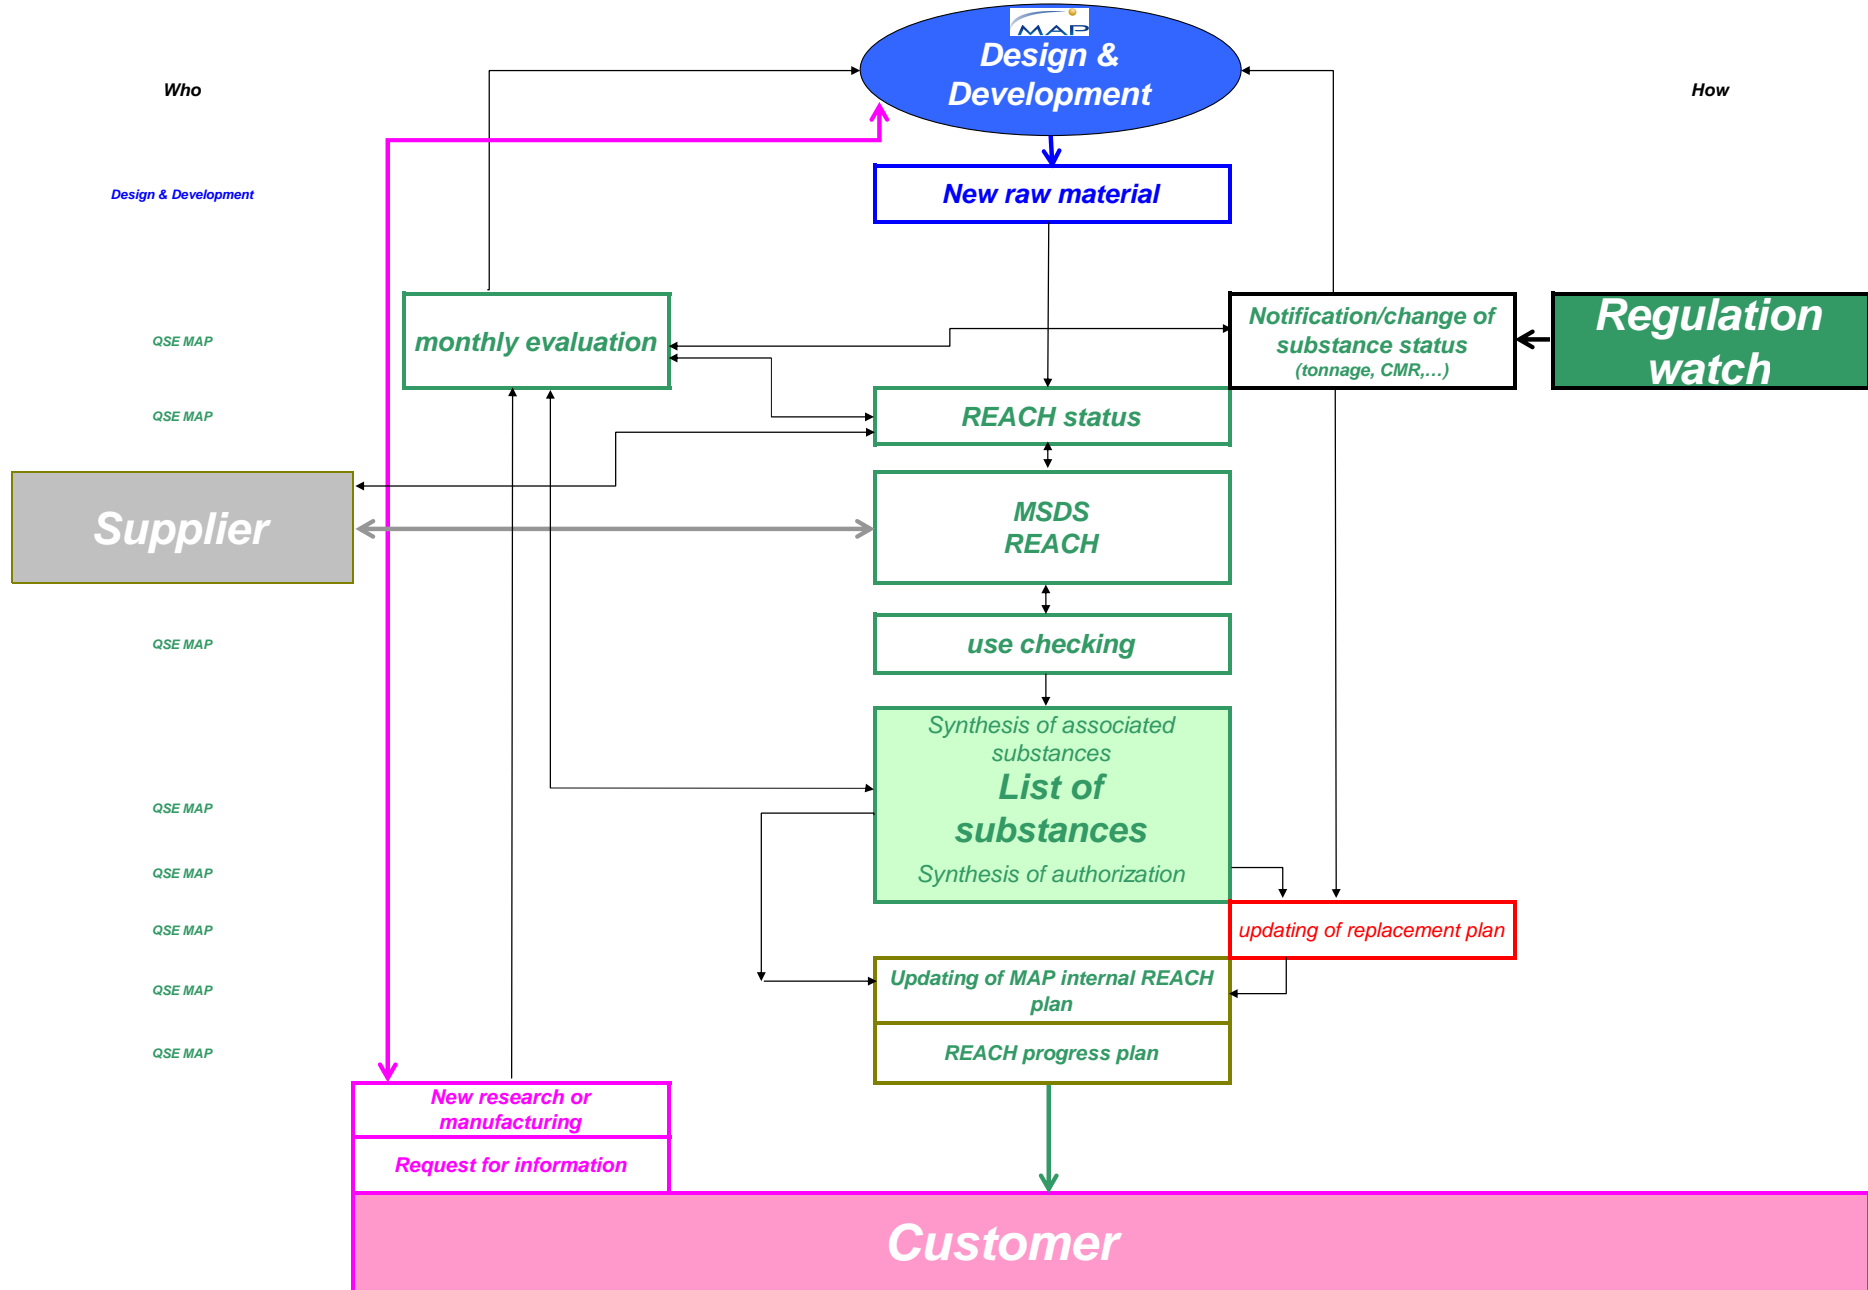 MAP
Design &
Development
Who
How
Design & Development
New raw material
QSE MAP
monthly evaluation
Notification/change of
substance status
(tonnage, CMR,…)
Regulation
watch
QSE MAP
REACH status
Supplier
MSDS
REACH
QSE MAP
use checking
Synthesis of associated
substances
List of
substances
QSE MAP
QSE MAP
Synthesis of authorization
QSE MAP
updating of replacement plan
QSE MAP
Updating of MAP internal REACH
plan
QSE MAP
REACH progress plan
New research or
manufacturing
Request for information
Customer